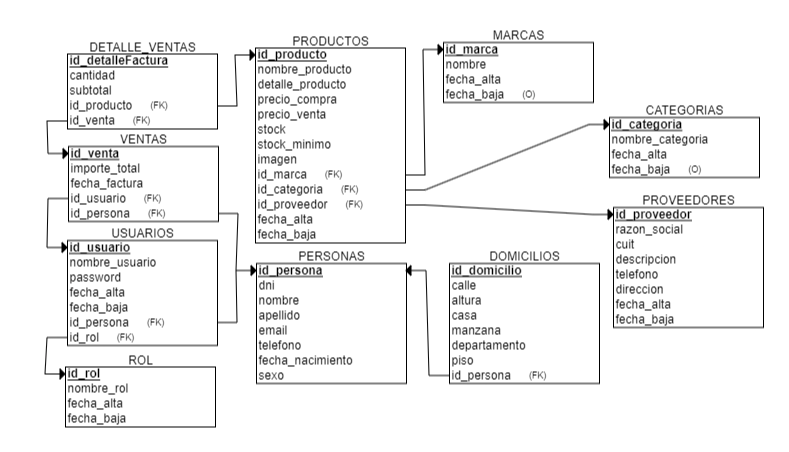 DETALLE_VENTAS
id_detalleFactura
cantidad
subtotal
id_producto (FK)
id_venta (FK)
PRODUCTOS
id_producto
nombre_producto
detalle_producto
precio_compra
precio_venta
stock
stock_minimo
imagen
id_marca (FK)
id_categoria (FK)
id_proveedor (FK)
fecha_alta
fecha_baja
MARCAS
id_marca
nombre
fecha_alta
fecha_baja (O)
CATEGORIAS
id_categoria
nombre_categoria
fecha_alta
fecha_baja (O)
VENTAS
id_venta
importe_total
fecha_factura
id_usuario (FK)
id_persona (FK)
PROVEEDORES
id_proveedor
razon_social
cuit
descripcion
telefono
direccion
fecha_alta
fecha_baja
USUARIOS
id_usuario
nombre_usuario
password
fecha_alta
fecha_baja
id_persona (FK)
id_rol (FK)
PERSONAS
id_persona
dni
nombre
apellido
email
telefono
fecha_nacimiento
sexo
DOMICILIOS
id_domicilio
calle
altura
casa
manzana
departamento
piso
id_persona (FK)
ROL
id_rol
nombre_rol
fecha_alta
fecha_baja